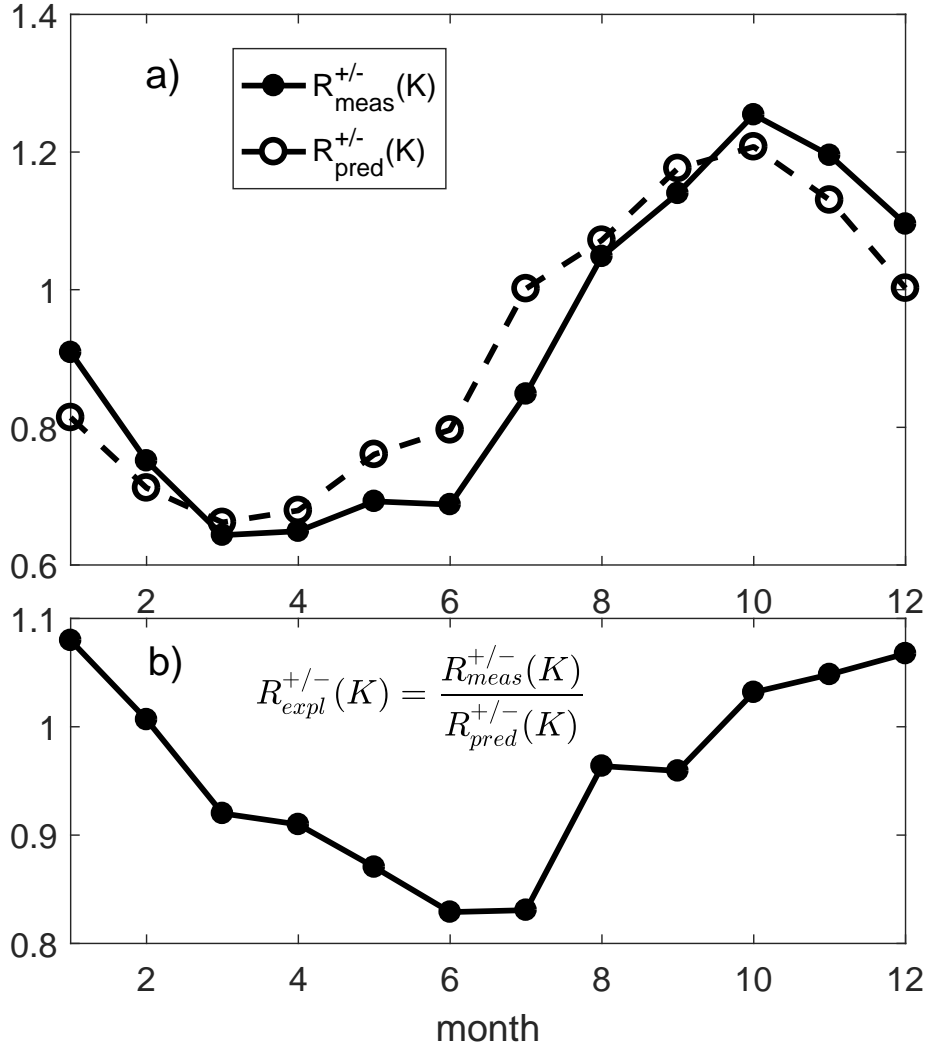 1.4
a)
R+/-meas(K)
R+/-pred(K)
1.2
1
0.8
0.6
2 4 6 8 10 12
1.1
b)
R^{+/-}_{expl}(K) = \frac{R^{+/-}_{meas}(K)}{R^{+/-}_{pred}(K)}
1
0.9
0.8
2 4 6 8 10 12
month